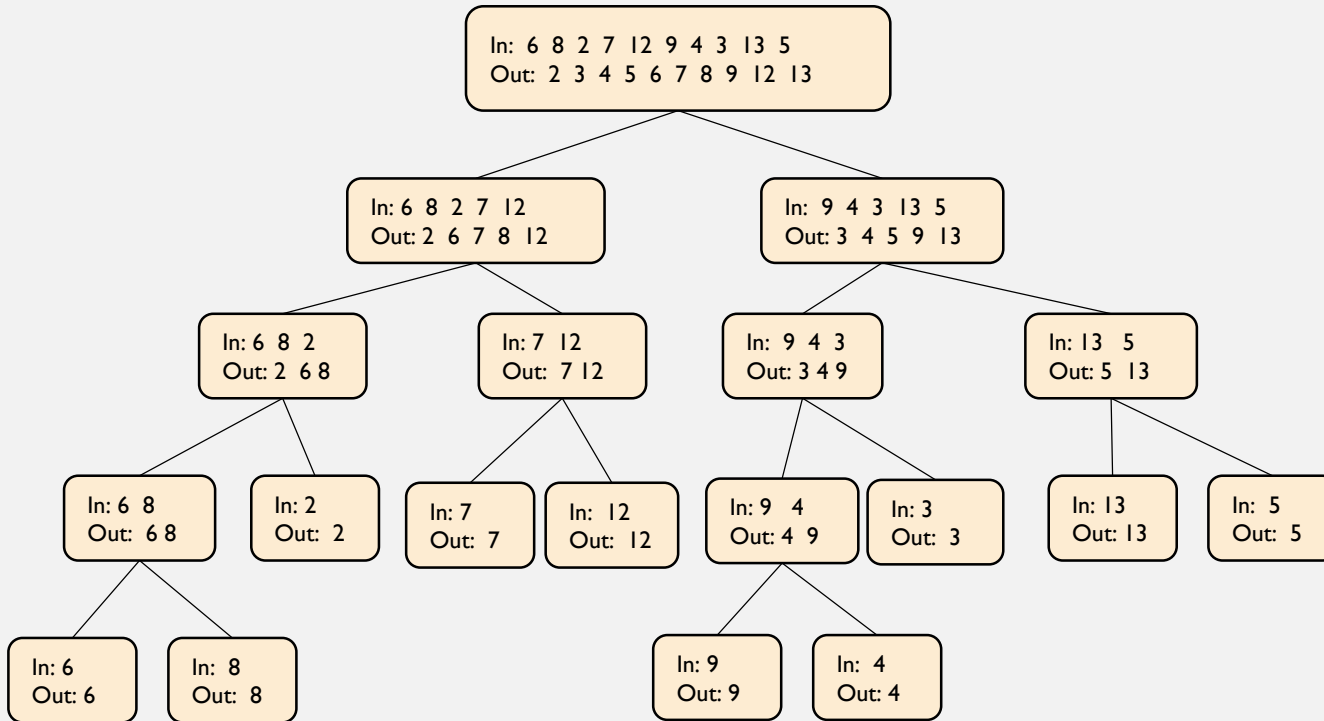 In: 6 8 2 7 12 9 4 3 13 5
Out: 2 3 4 5 6 7 8 9 12 13
In: 6 8 2 7 12
Out: 2 6 7 8 12
In: 9 4 3 13 5
Out: 3 4 5 9 13
In: 6 8 2
Out: 2 6 8
In: 7 12
Out: 7 12
In: 9 4 3
Out: 3 4 9
In: 13 5
Out: 5 13
In: 6 8
Out: 6 8
In: 2
Out: 2
In: 7
Out: 7
In: 12
Out: 12
In: 9 4
Out: 4 9
In: 3
Out: 3
In: 13
Out: 13
In: 5
Out: 5
In: 6
Out: 6
In: 8
Out: 8
In: 9
Out: 9
In: 4
Out: 4